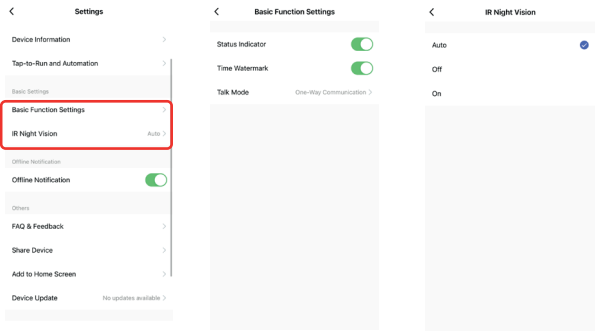 Settings
Device Information
Tap-to-Run and Automation
Basic Settings
Basic Function Settings
IR Night Vision Auto
Offline Notification
Offline Notification
Others
FAQ & Feedback
Share Device
Add to Home Screen
Device Update No updates available
Basic Function Settings
Status Indicator
Time Watermark
Talk Mode One-Way Communication
IR Night Vision
Auto
Off
On